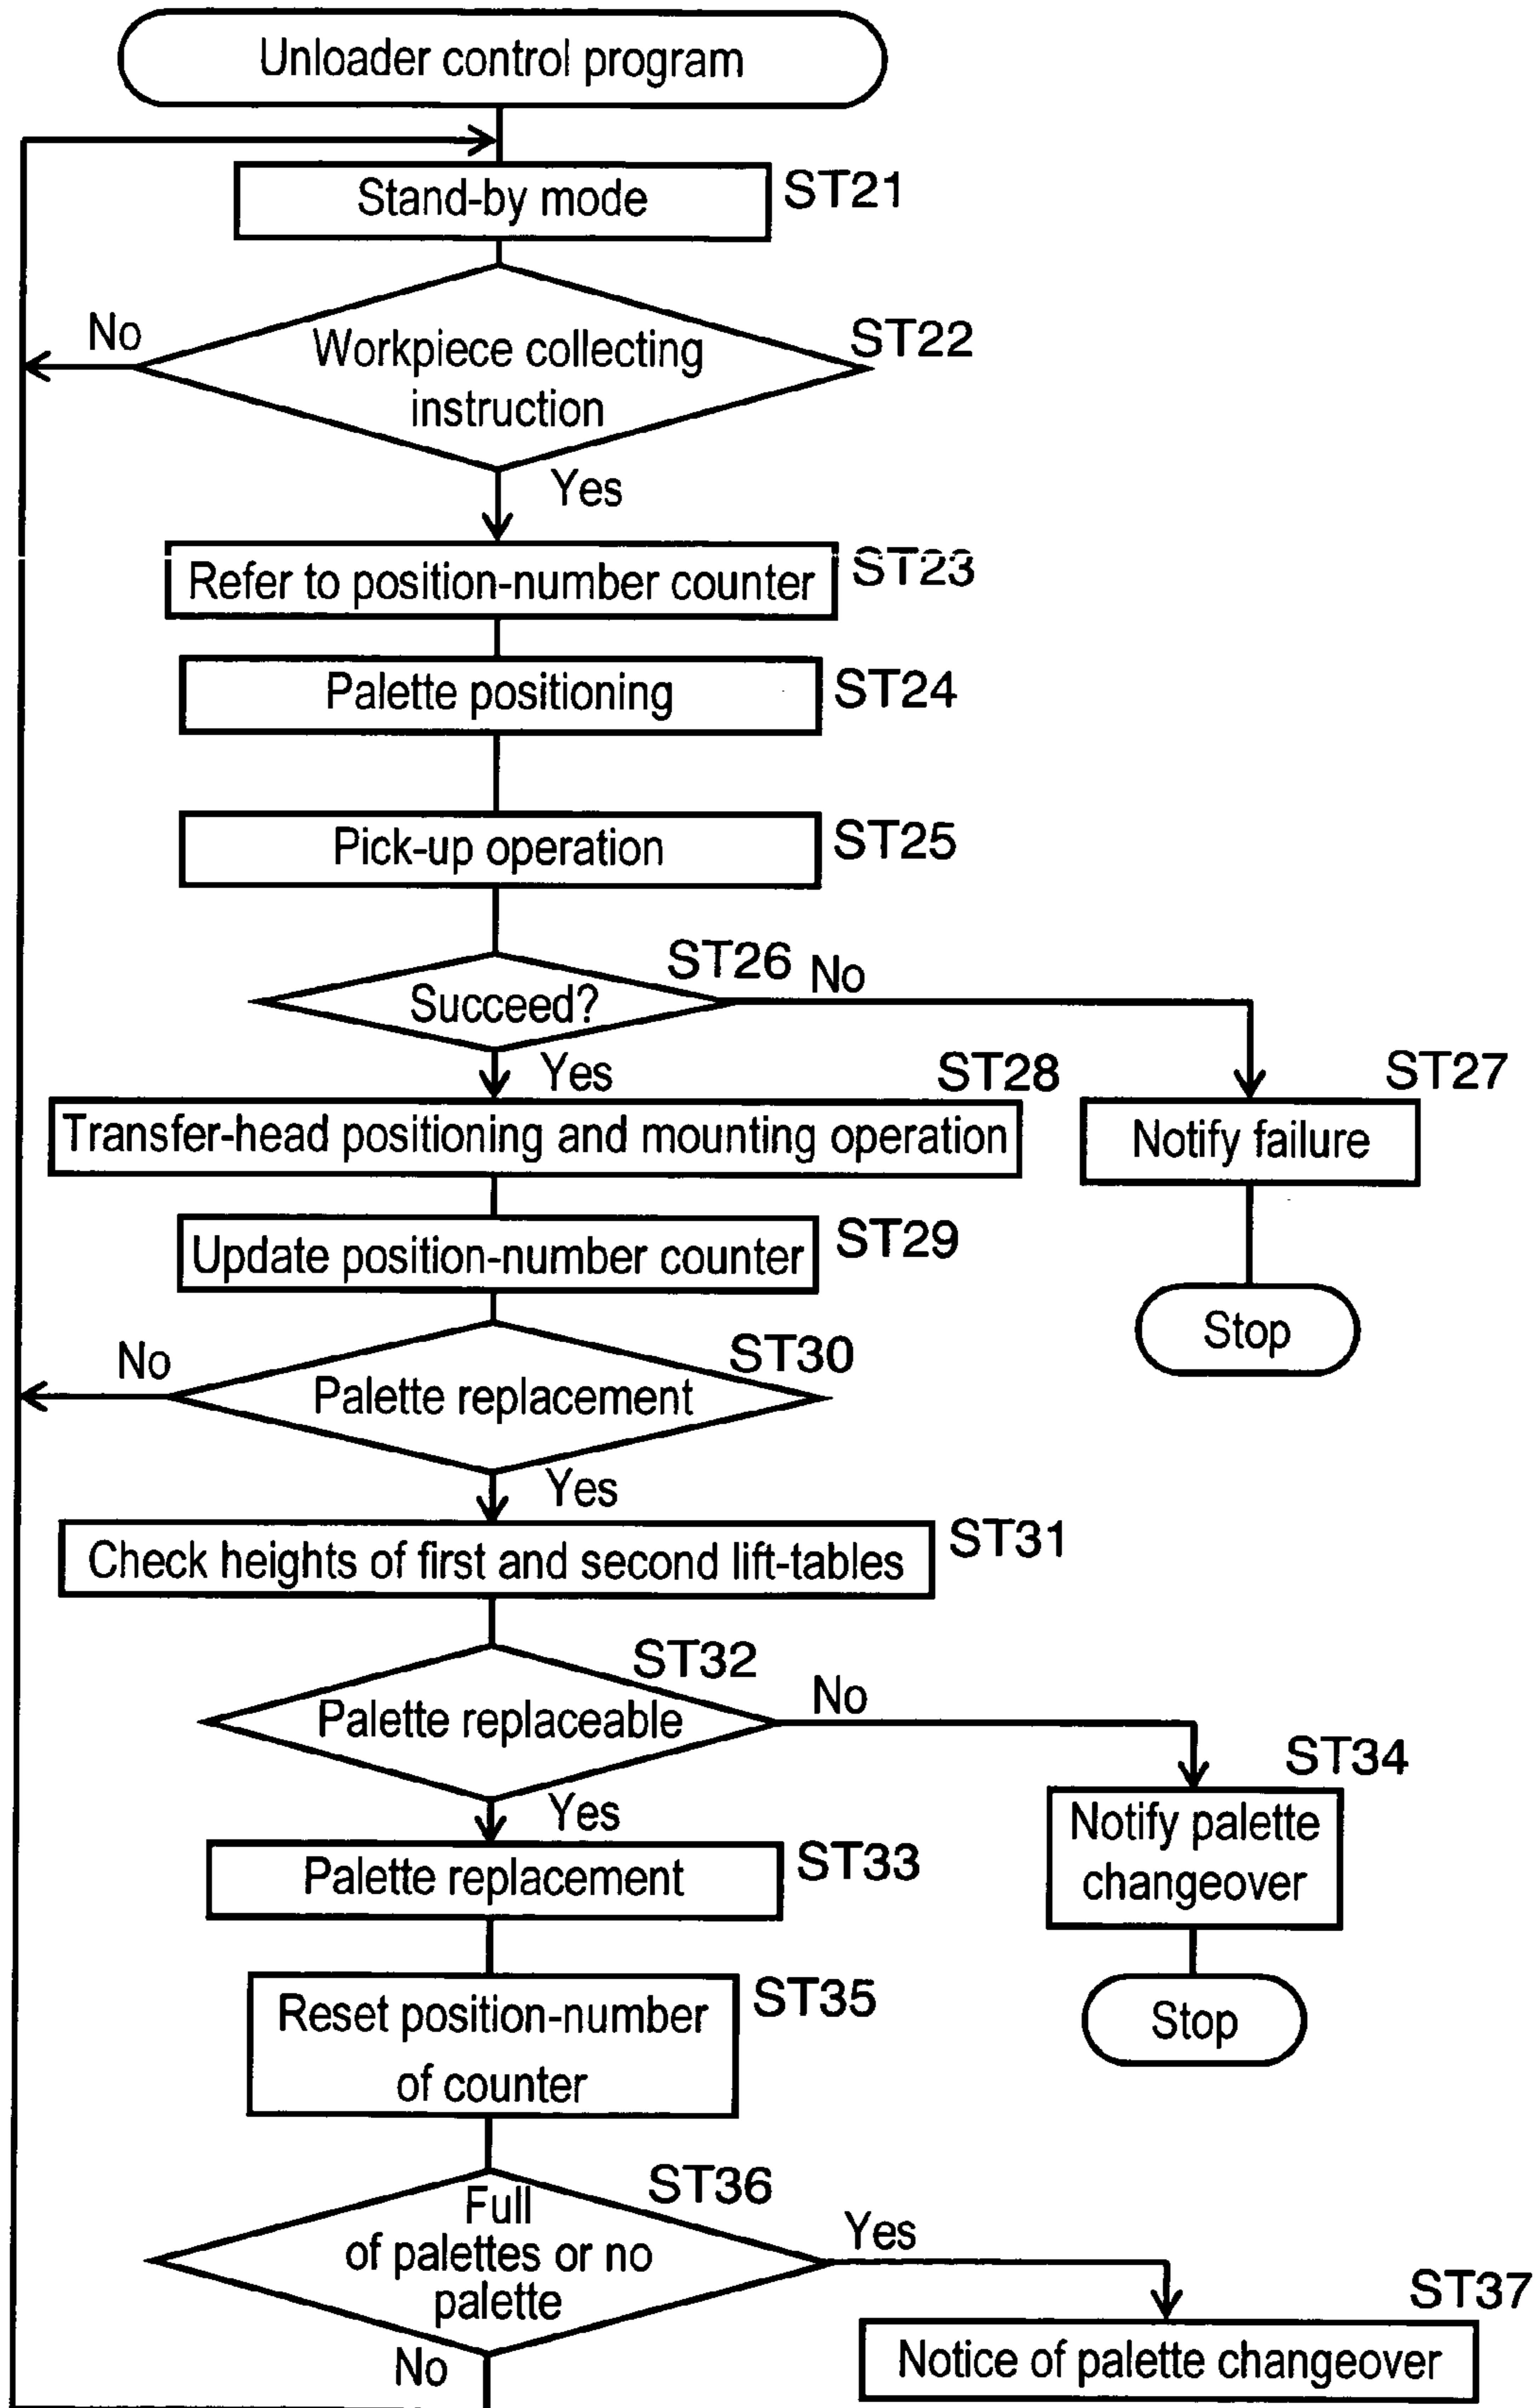 Unloader control program
Stand-by mode
ST21
No
Workpiece collecting
instruction
ST22
Yes
Refer to position-number counter
ST23
Palette positioning
ST24
Pick-up operation
ST25
Succeed?
ST26
No
Yes
ST28
Transfer-head positioning and mounting operation
ST27
Notify failure
Stop
Update position-number counter
ST29
No
ST30
Palette replacement
Yes
Check heights of first and second lift-tables
ST31
ST32
Palette replaceable
No
ST34
Notify palette
changeover
Stop
Yes
Palette replacement
ST33
Reset position-number
of counter
ST35
ST36
Full
of palettes or no
palette
Yes
ST37
Notice of palette changeover
No